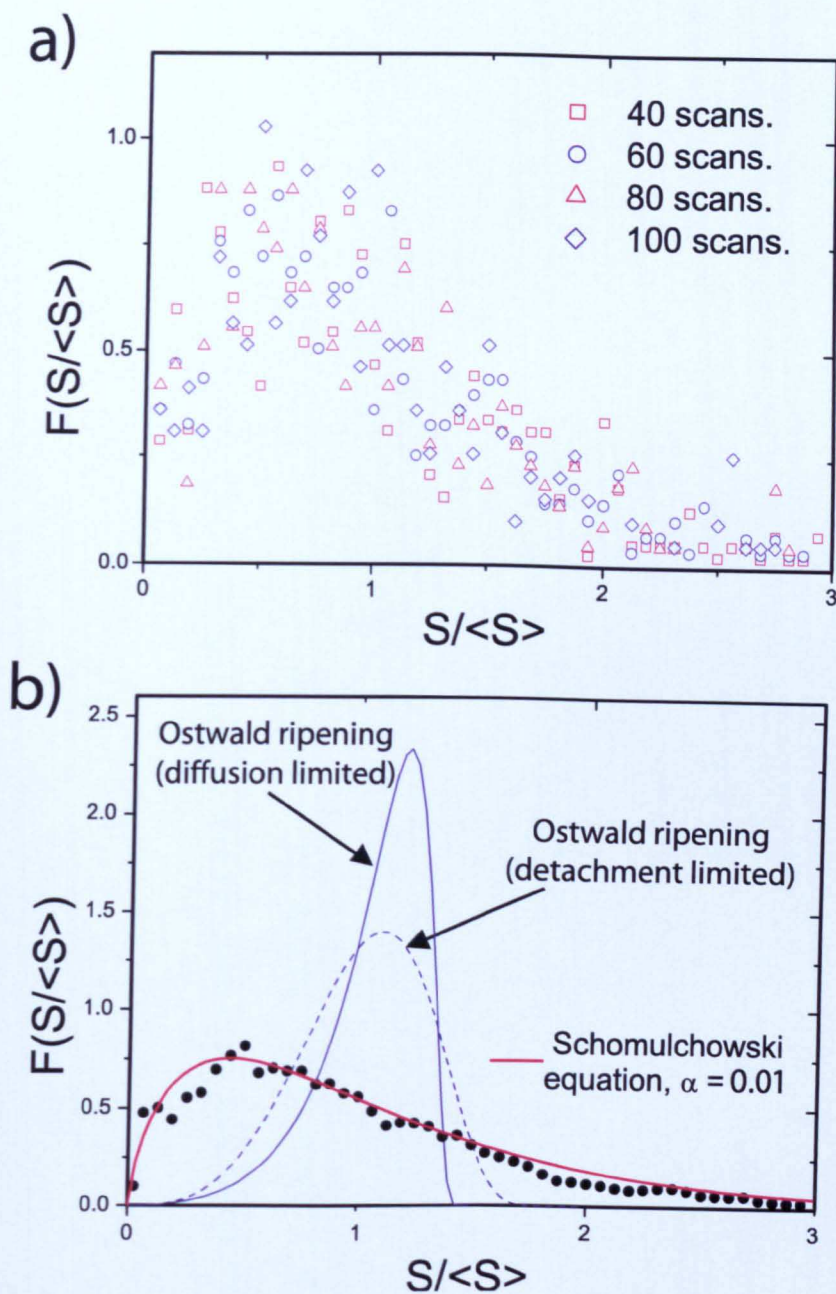 a)
F(S/<S>)
1.0
0.5
0.0
40 scans.
60 scans.
80 scans.
100 scans.
0
1
2
3
S/<S>
b)
F(S/<S>)
2.5
2.0
1.5
1.0
0.5
0.0
Ostwald ripening
(diffusion limited)
Ostwald ripening
(detachment limited)
Schomulchowski
equation, α = 0.01
0
1
2
3
S/<S>